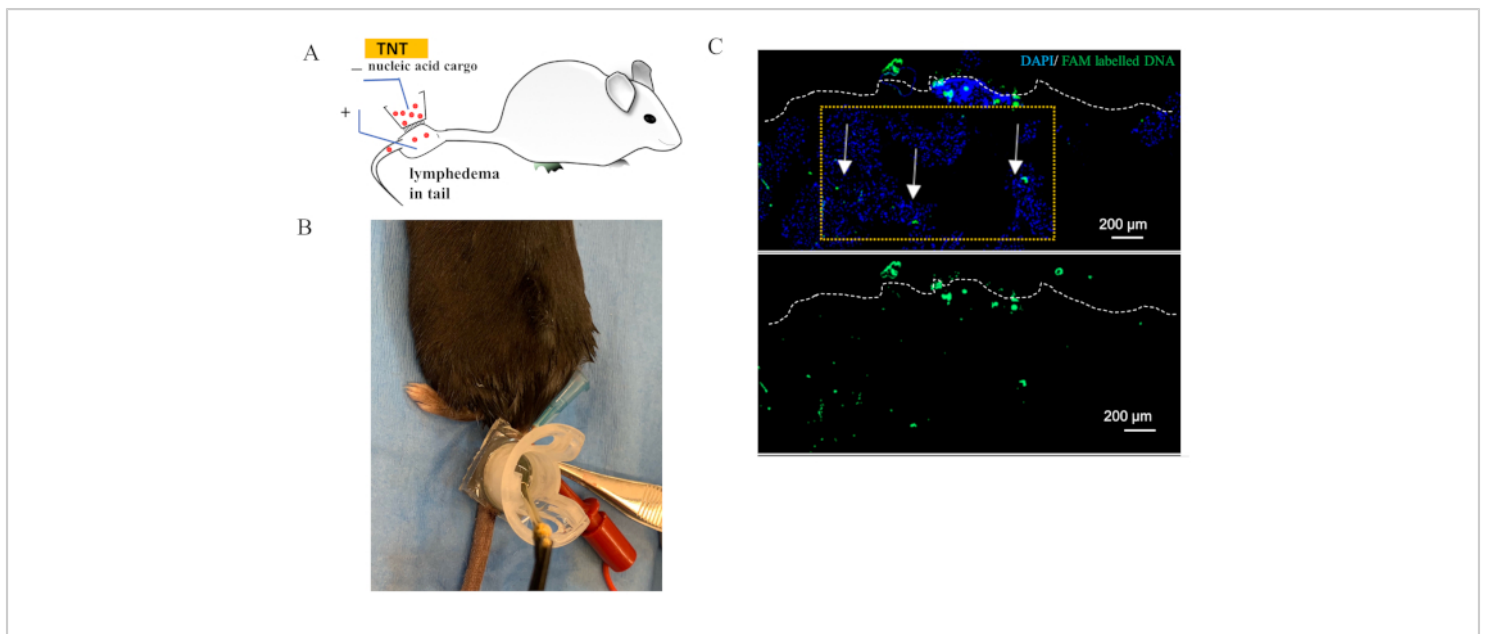 A
TNT
nucleic acid cargo
−
+
lymphedema
in tail
B
C
DAPI/ FAM labelled DNA
200 µm
200 µm